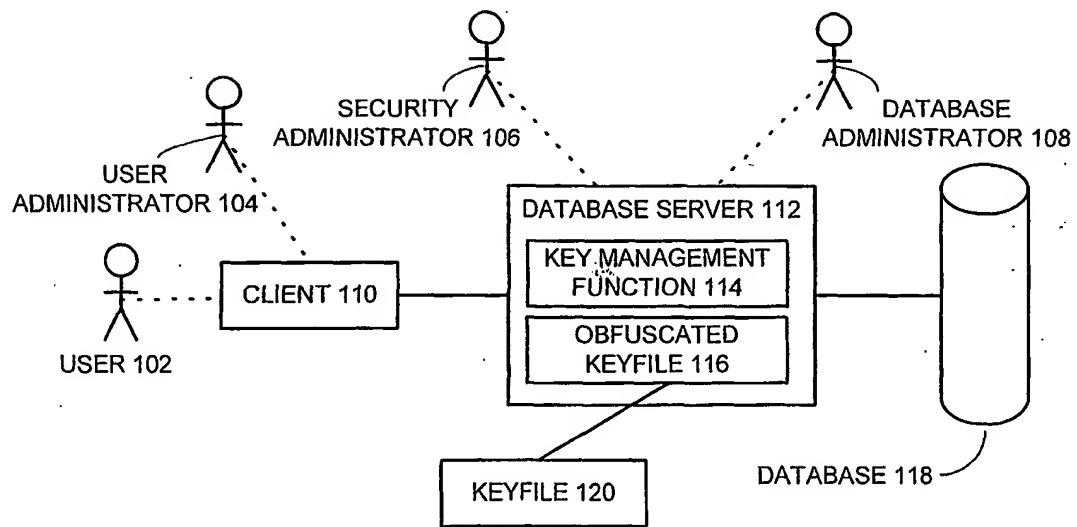 SECURITY
ADMINISTRATOR 106
DATABASE
ADMINISTRATOR 108
USER
ADMINISTRATOR 104
DATABASE SERVER 112
KEY MANAGEMENT
FUNCTION 114
CLIENT 110
OBFUSCATED
KEYFILE 116
USER 102
KEYFILE 120
DATABASE 118